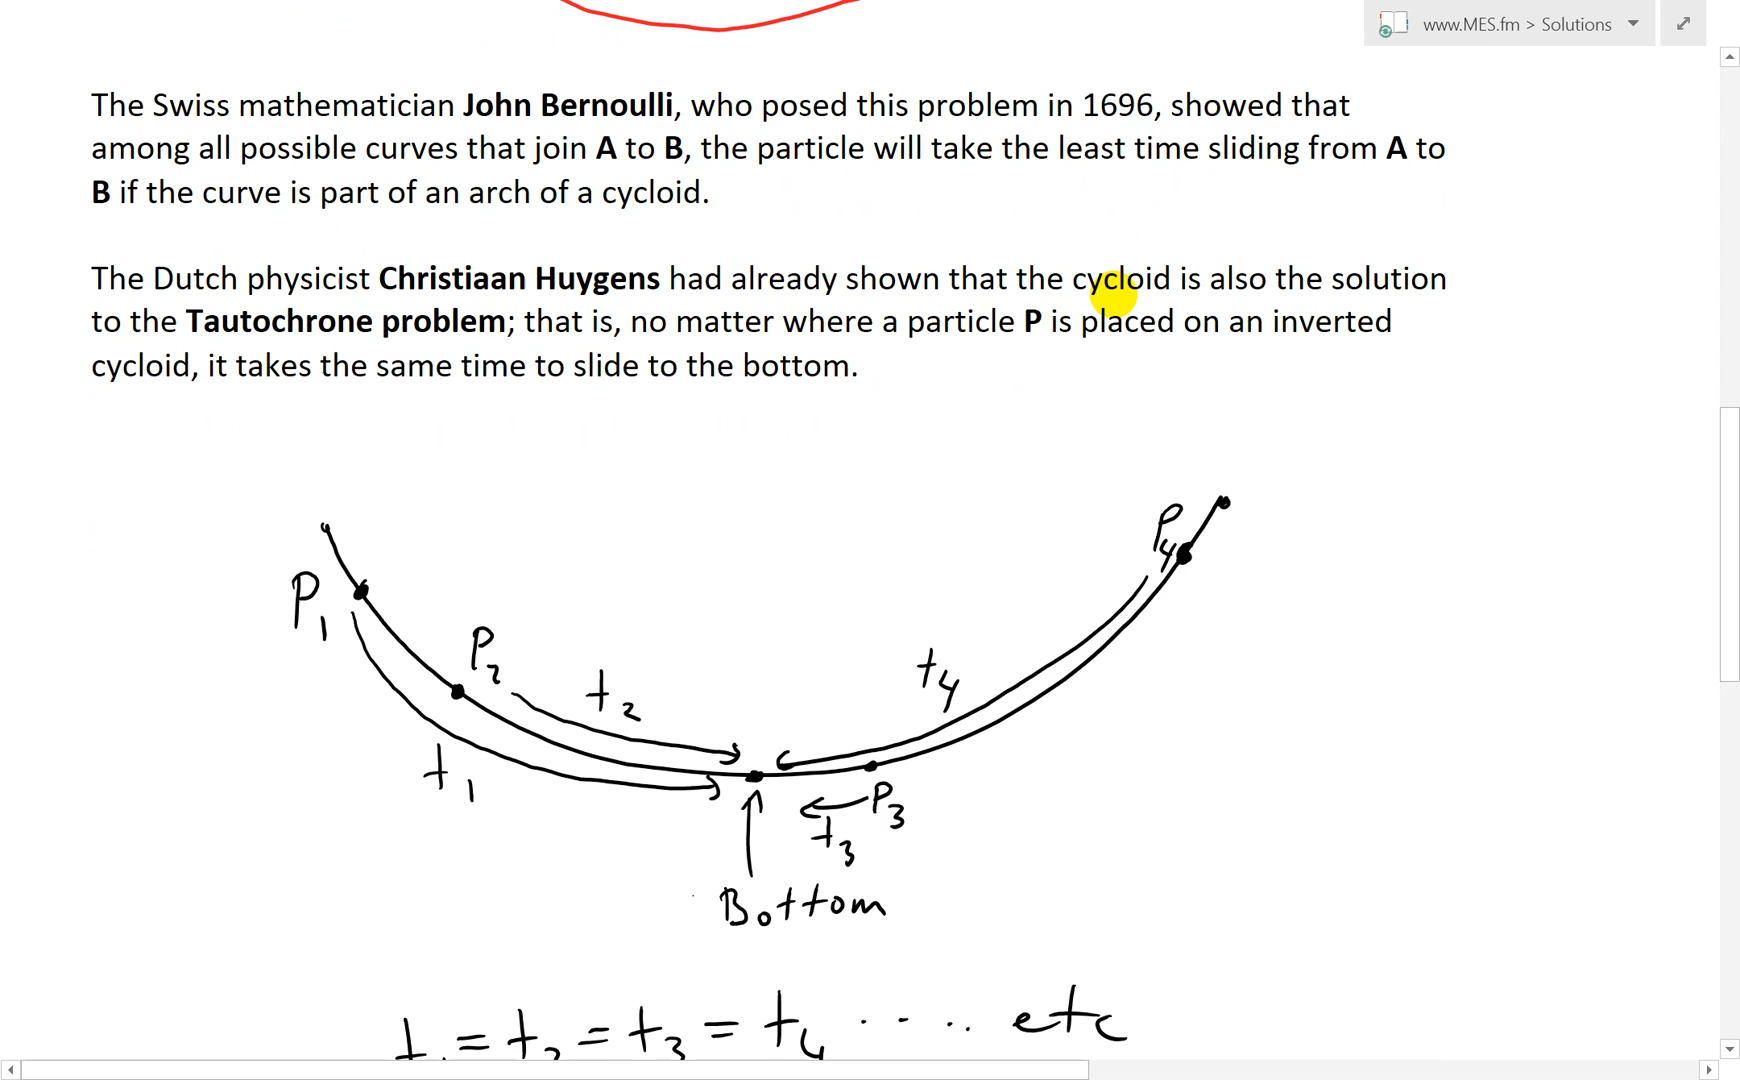 www.MES.fm > Solutions
The Swiss mathematician John Bernoulli, who posed this problem in 1696, showed that
among all possible curves that join A to B, the particle will take the least time sliding from A to
B if the curve is part of an arch of a cycloid.
The Dutch physicist Christiaan Huygens had already shown that the cycloid is also the solution
to the Tautochrone problem; that is, no matter where a particle P is placed on an inverted
cycloid, it takes the same time to slide to the bottom.
P4
P1
P2
t2
t4
t1
P3
t3
Bottom
t1 = t2 = t3 = t4 ..... etc